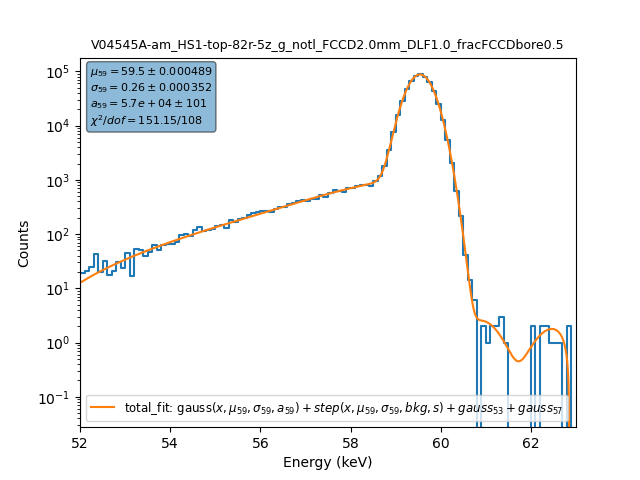 V04545A-am_HS1-top-82r-5z_g_notl_FCCD2.0mm_DLF1.0_fracFCCDbore0.5
μ₅₉ = 59.5 ± 0.000489
σ₅₉ = 0.26 ± 0.000352
a₅₉ = 5.7e + 04 ± 101
χ²/dof = 151.15/108
10⁵
10⁴
10³
10²
10¹
10⁰
10⁻¹
Counts
total_fit: gauss(x, μ₅₉, σ₅₉, a₅₉) + step(x, μ₅₉, σ₅₉, bkg, s) + gauss₅₃ + gauss₅₇
52 54 56 58 60 62
Energy (keV)